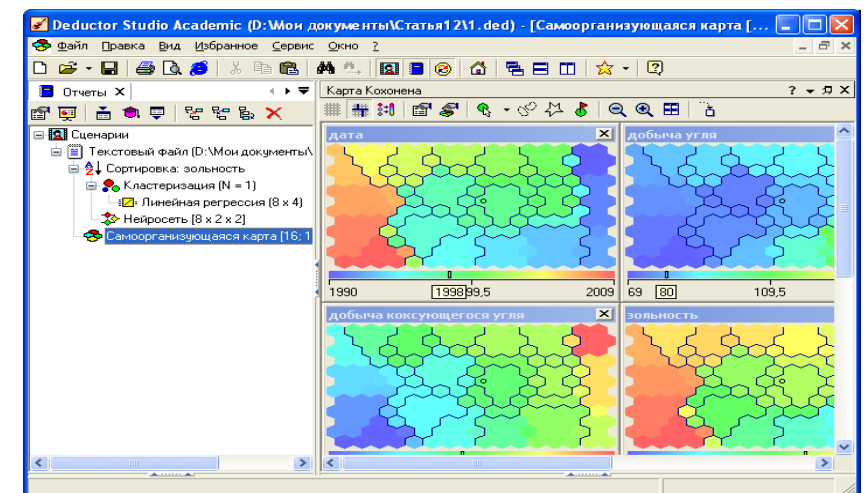 Deductor Studio Academic (D:\Мои документы\Статья12\1.ded) - [Самоорганизующаяся карта [...
Файл Правка Вид Избранное Сервис Окно ?
Отчеты X
Карта Кохонена
Сценарии
Текстовый файл (D:\Мои документы\
Сортировка: зольность
Кластеризация (N = 1)
Линейная регрессия (8 x 4)
Нейросеть [8 x 2 x 2]
Самоорганизующаяся карта [16; 1
дата
1990 1998 99,5 2009
добыча угля
69 80 109,5
добыча коксующегося угля
зольность